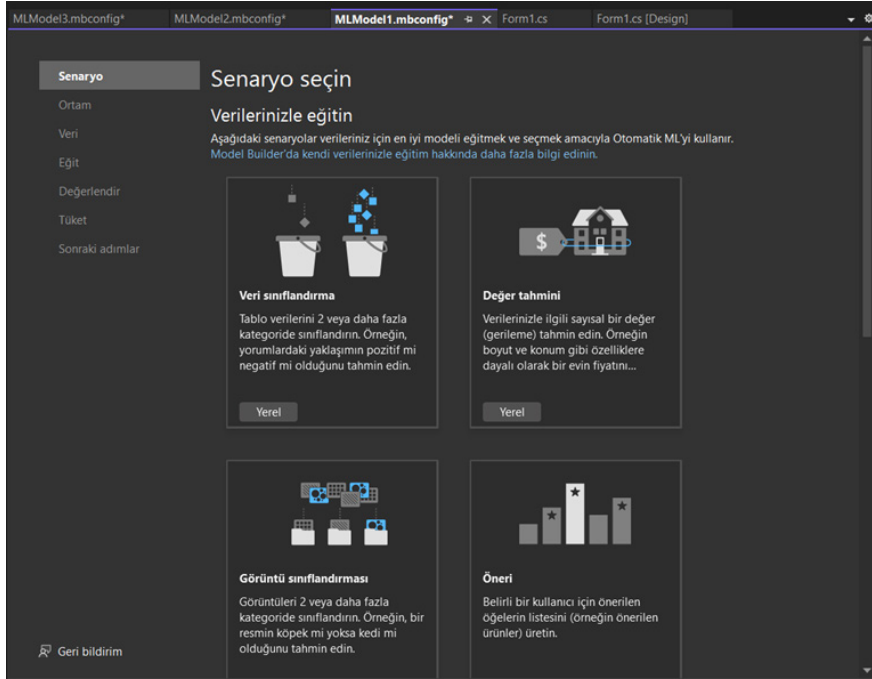 MLModel3.mbconfig*
MLModel2.mbconfig*
MLModel1.mbconfig*
Form1.cs
Form1.cs [Design]
Senaryo
Ortam
Veri
Eğit
Değerlendir
Tüket
Sonraki adımlar
Geri bildirim
Senaryo seçin
Verilerinizle eğitin
Aşağıdaki senaryolar verileriniz için en iyi modeli eğitmek ve seçmek amacıyla Otomatik ML'yi kullanır.
Model Builder'da kendi verilerinizle eğitim hakkında daha fazla bilgi edinin.
Veri sınıflandırma
Tablo verilerini 2 veya daha fazla
kategoride sınıflandırın. Örneğin,
yorumlardaki yaklaşımın pozitif mi
negatif mi olduğunu tahmin edin.
Yerel
$
Değer tahmini
Verilerinizle ilgili sayısal bir değer
(gerileme) tahmin edin. Örneğin
boyut ve konum gibi özelliklere
dayalı olarak bir evin fiyatını...
Yerel
Görüntü sınıflandırması
Görüntüleri 2 veya daha fazla
kategoride sınıflandırın. Örneğin, bir
resmin köpek mi yoksa kedi mi
olduğunu tahmin edin.
Öneri
Belirli bir kullanıcı için önerilen
öğelerin listesini (örneğin önerilen
ürünler) üretin.